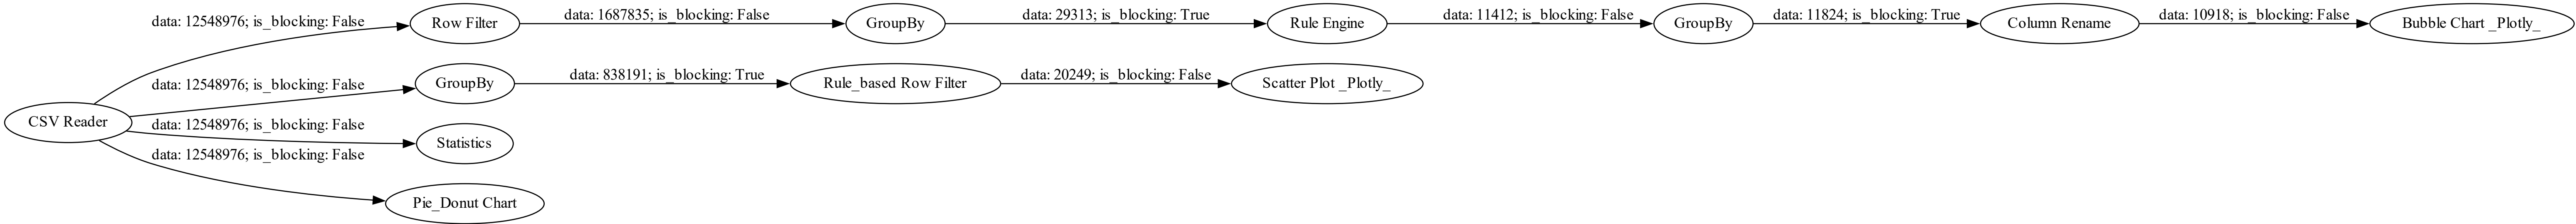 Row Filter
data: 1687835; is_blocking: False
GroupBy
data: 29313; is_blocking: True
Rule Engine
data: 11412; is_blocking: False
GroupBy
data: 11824; is_blocking: True
Column Rename
data: 10918; is_blocking: False
Bubble Chart _Plotly_
data: 12548976; is_blocking: False
data: 12548976; is_blocking: False
GroupBy
data: 838191; is_blocking: True
Rule_based Row Filter
data: 20249; is_blocking: False
Scatter Plot _Plotly_
CSV Reader
data: 12548976; is_blocking: False
Statistics
data: 12548976; is_blocking: False
Pie_Donut Chart